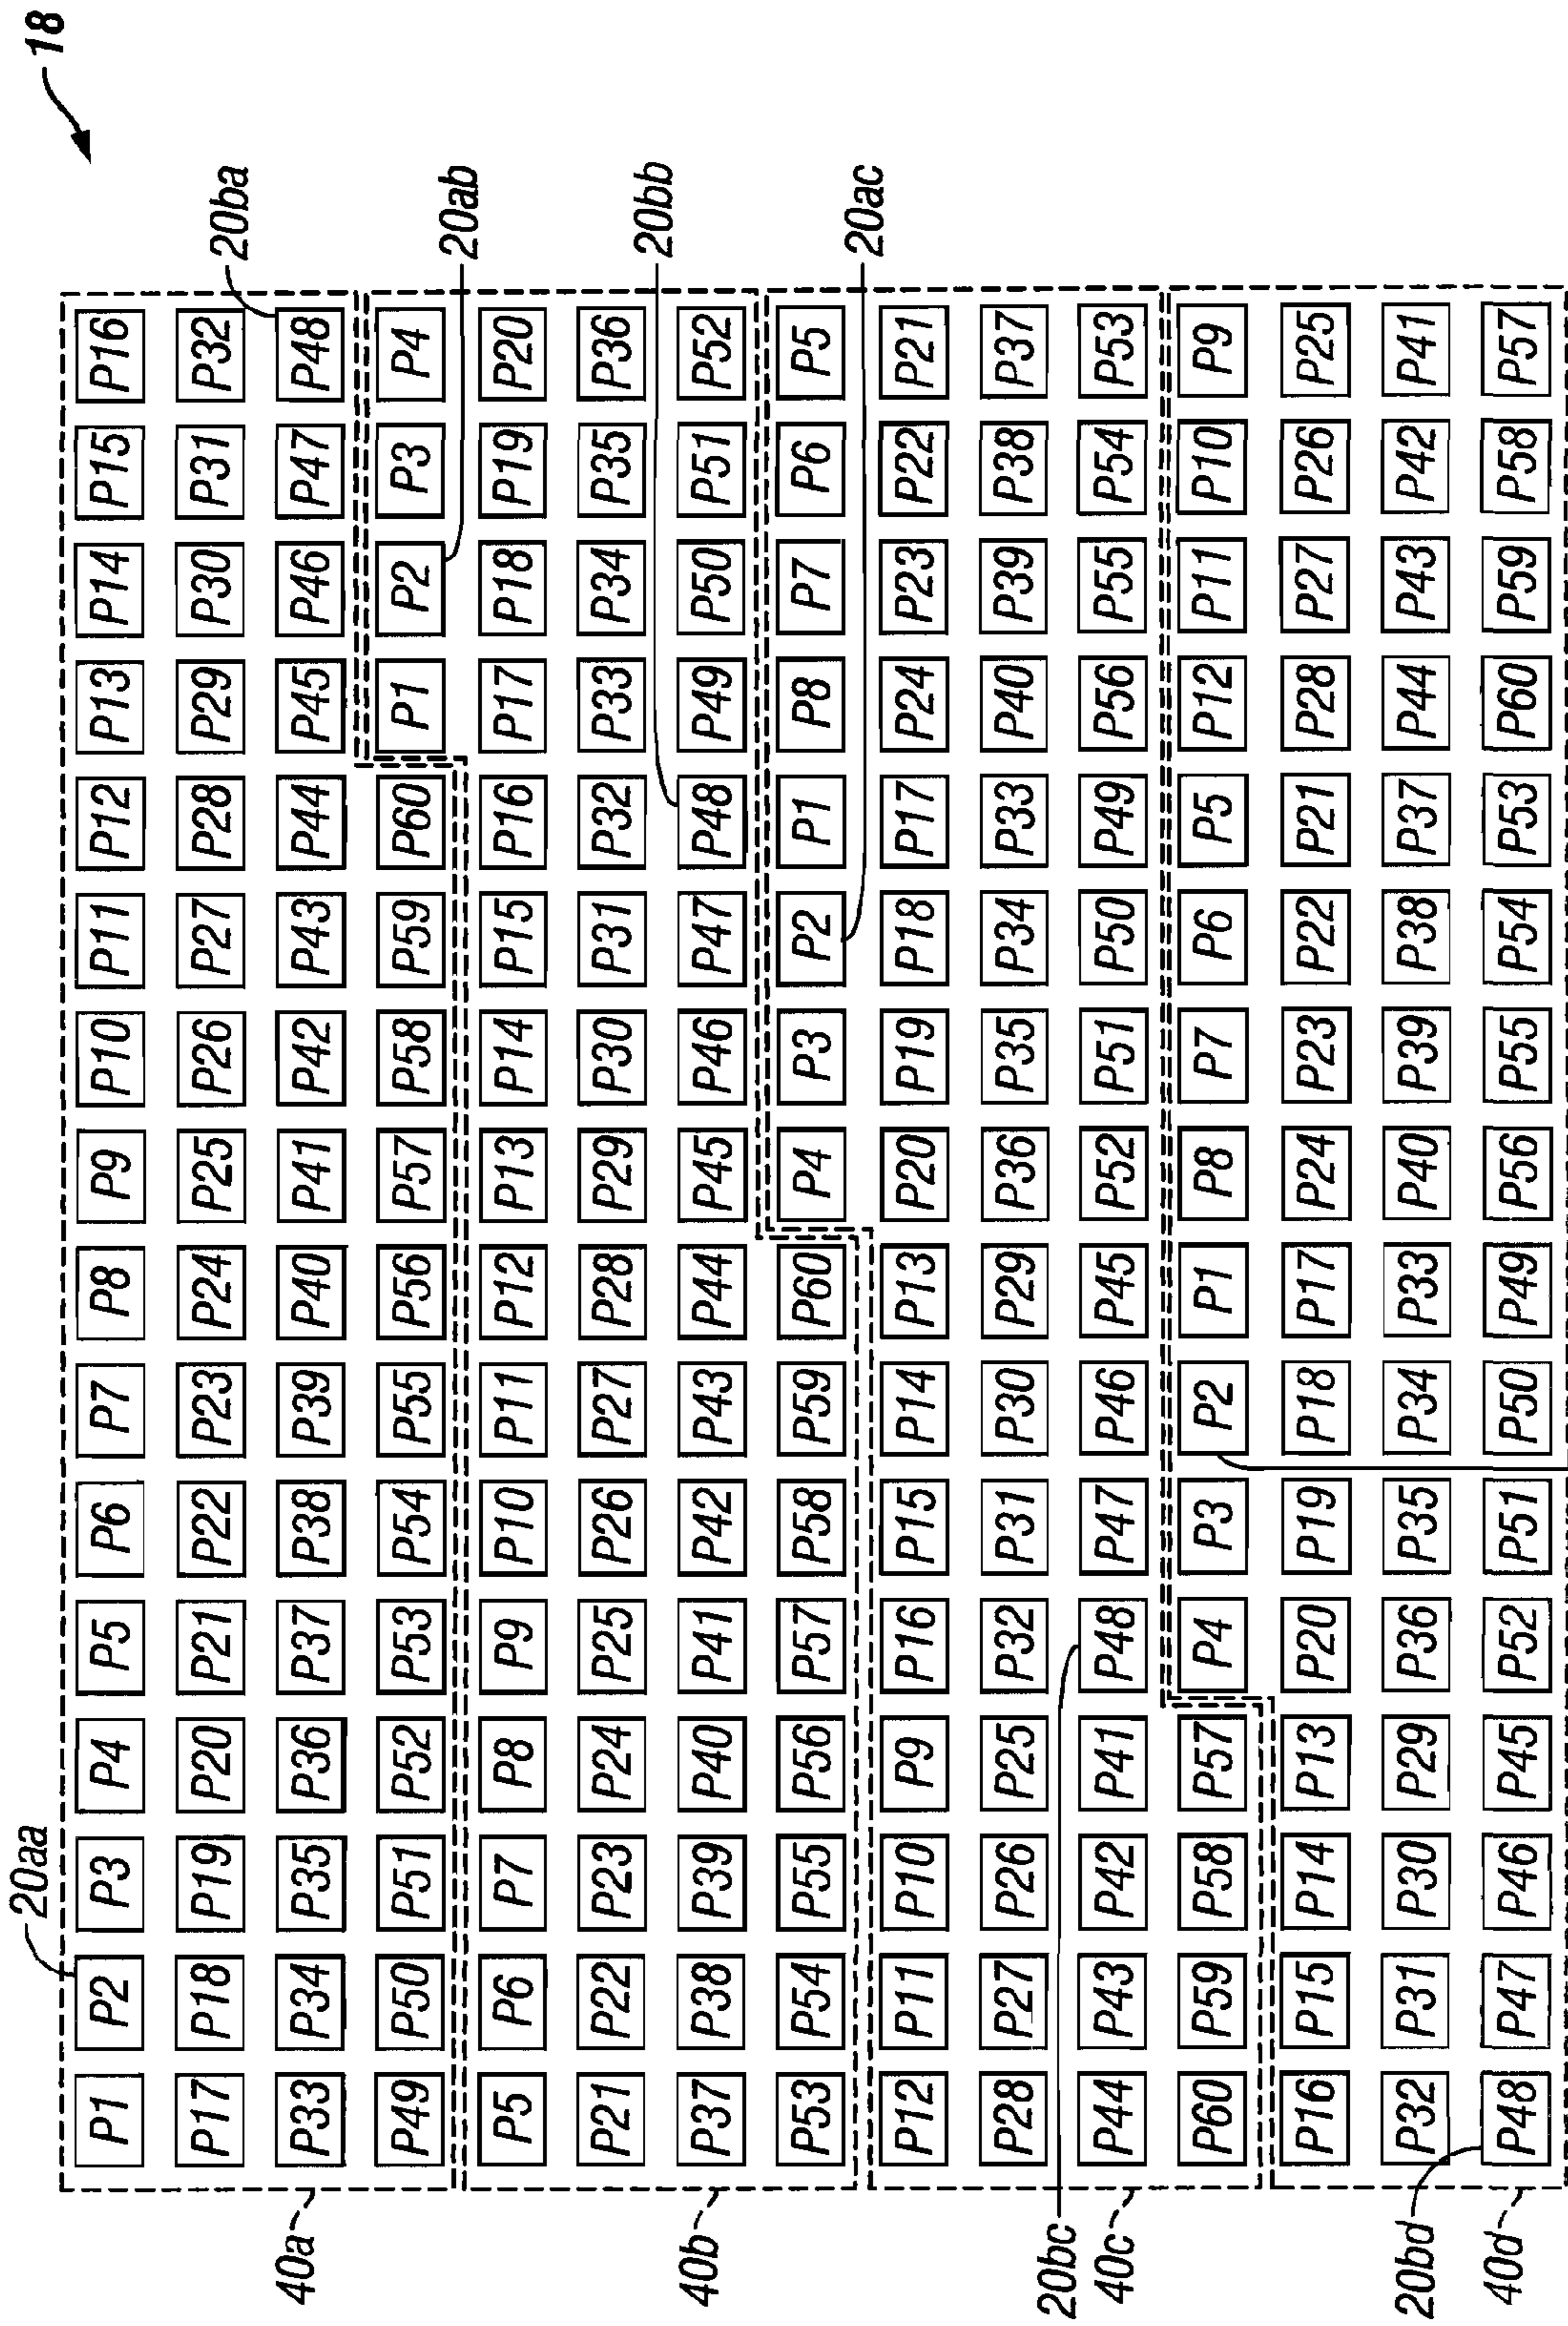 20aa 18
P1 P2 P3 P4 P5 P6 P7 P8 P9 P10 P11 P12 P13 P14 P15 P16
P17 P18 P19 P20 P21 P22 P23 P24 P25 P26 P27 P28 P29 P30 P31 P32
20ba
40a P33 P34 P35 P36 P37 P38 P39 P40 P41 P42 P43 P44 P45 P46 P47 P48
P49 P50 P51 P52 P53 P54 P55 P56 P57 P58 P59 P60 P1 P2 P3 P4
20ab
P5 P6 P7 P8 P9 P10 P11 P12 P13 P14 P15 P16 P17 P18 P19 P20
P21 P22 P23 P24 P25 P26 P27 P28 P29 P30 P31 P32 P33 P34 P35 P36
20bb
40b P37 P38 P39 P40 P41 P42 P43 P44 P45 P46 P47 P48 P49 P50 P51 P52
P53 P54 P55 P56 P57 P58 P59 P60 P4 P3 P2 P1 P8 P7 P6 P5
20ac
P12 P11 P10 P9 P16 P15 P14 P13 P20 P19 P18 P17 P24 P23 P22 P21
P28 P27 P26 P25 P32 P31 P30 P29 P36 P35 P34 P33 P40 P39 P38 P37
20bc
40c P44 P43 P42 P41 P48 P47 P46 P45 P52 P51 P50 P49 P56 P55 P54 P53
P60 P59 P58 P57 P4 P3 P2 P1 P8 P7 P6 P5 P12 P11 P10 P9
P16 P15 P14 P13 P20 P19 P18 P17 P24 P23 P22 P21 P28 P27 P26 P25
20bd P32 P31 P30 P29 P36 P35 P34 P33 P40 P39 P38 P37 P44 P43 P42 P41
40d P48 P47 P46 P45 P52 P51 P50 P49 P56 P55 P54 P53 P60 P59 P58 P57